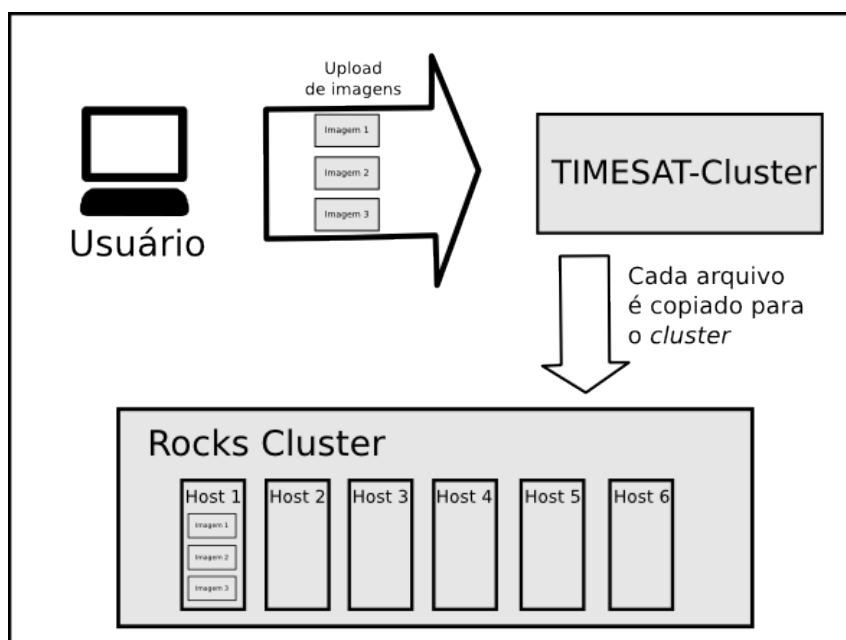 Upload
de imagens
Imagem 1
Imagem 2
Imagem 3
Usuário
TIMESAT-Cluster
Cada arquivo
é copiado para
o cluster
Rocks Cluster
Host 1
Host 2
Host 3
Host 4
Host 5
Host 6
Imagem 1
Imagem 2
Imagem 3